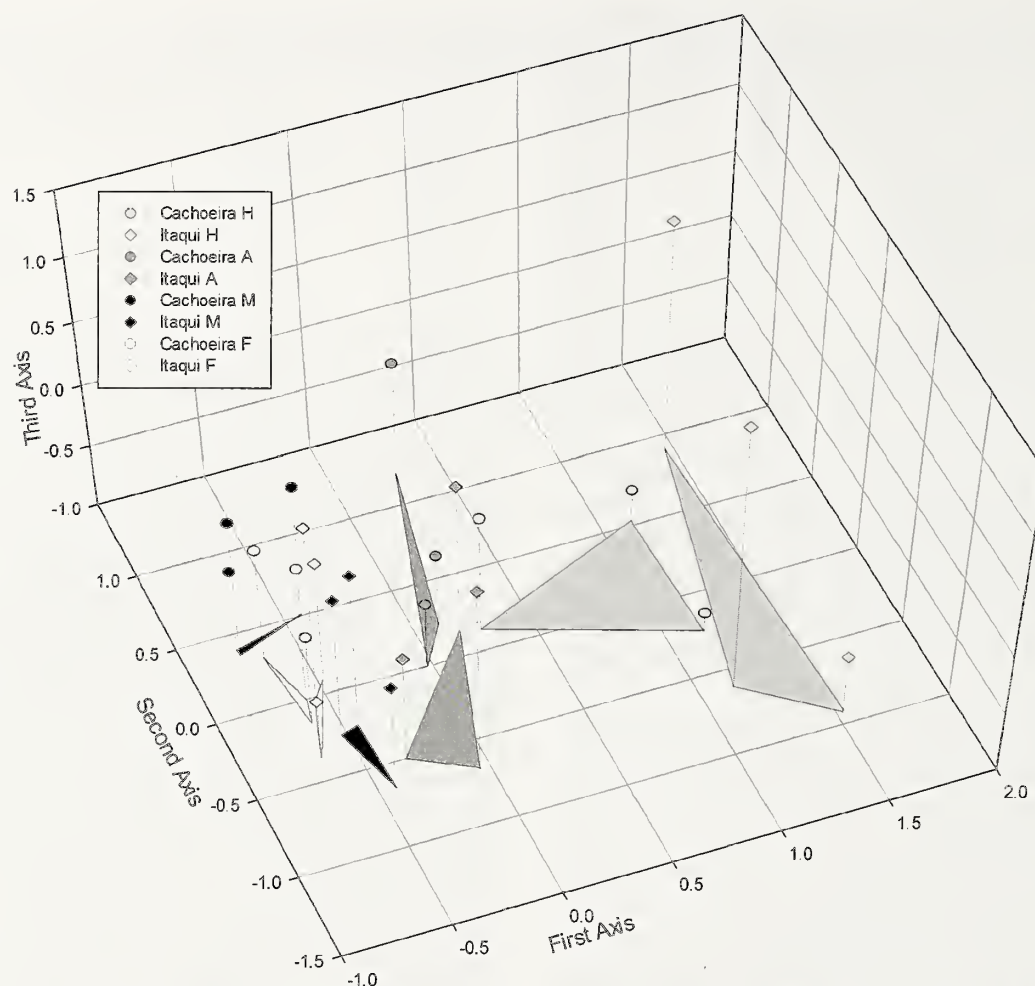 1.5
1.0
0.5
0.0
-0.5
-1.0
Third Axis
Cachoeira H
Itaqui H
Cachoeira A
Itaqui A
Cachoeira M
Itaqui M
Cachoeira F
Itaqui F
1.0
0.5
0.0
-0.5
-1.0
-1.5
Second Axis
-1.0
-0.5
0.0
0.5
1.0
1.5
2.0
First Axis